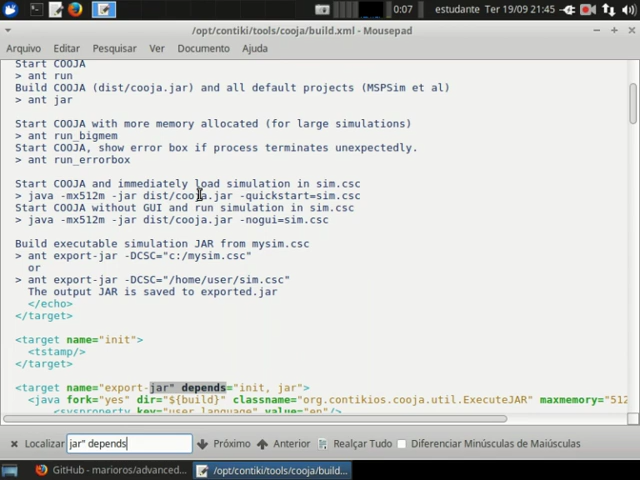 0:07 estudante Ter 19/09 21:45
/opt/contiki/tools/cooja/build.xml - Mousepad
Arquivo Editar Pesquisar Ver Documento Ajuda
Start COOJA
> ant run
Build COOJA (dist/cooja.jar) and all default projects (MSPSim et al)
> ant jar
Start COOJA with more memory allocated (for large simulations)
> ant run_bigmem
Start COOJA, show error box if process terminates unexpectedly.
> ant run_errorbox
Start COOJA and immediately load simulation in sim.csc
> java -mx512m -jar dist/cooja.jar -quickstart=sim.csc
Start COOJA without GUI and run simulation in sim.csc
> java -mx512m -jar dist/cooja.jar -nogui=sim.csc
Build executable simulation JAR from mysim.csc
> ant export-jar -DCSC="c:/mysim.csc"
or
> ant export-jar -DCSC="/home/user/sim.csc"
The output JAR is saved to exported.jar
</echo>
</target>
<target name="init">
<tstamp/>
</target>
<target name="export-jar" depends="init, jar">
<java fork="yes" dir="${build}" classname="org.contikios.cooja.util.ExecuteJAR" maxmemory="512
<sysproperty key="user.language" value="en"/>
Localizar jar" depends Próximo Anterior Realçar Tudo Diferenciar Minúsculas de Maiúsculas
GitHub - marioros/advanced... /opt/contiki/tools/cooja/build...